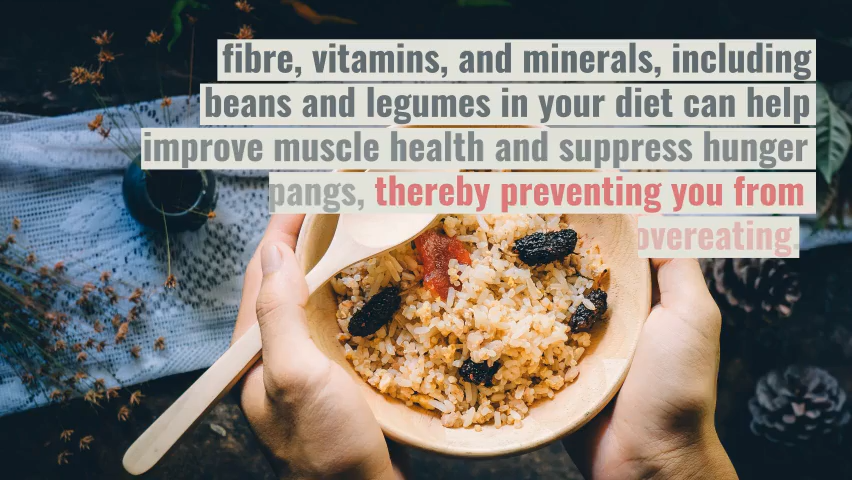 fibre, vitamins, and minerals, including
beans and legumes in your diet can help
improve muscle health and suppress hunger
pangs, thereby preventing you from
overeating.